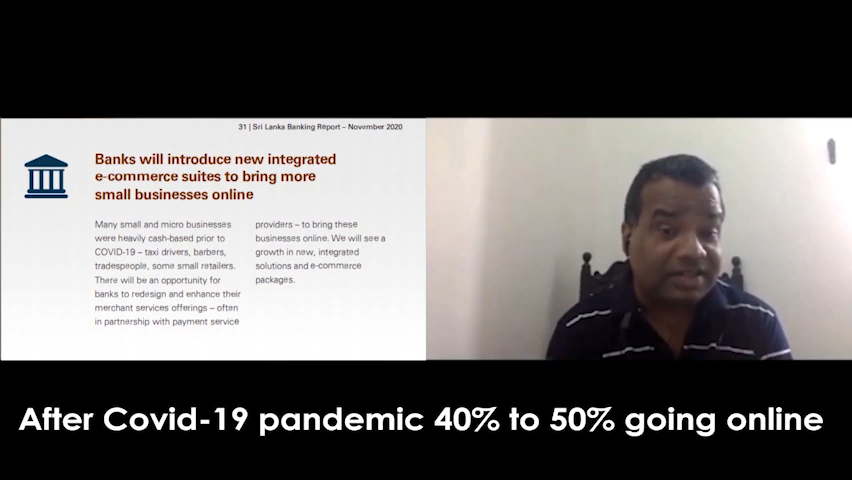 31 | Sri Lanka Banking Report – November 2020
Banks will introduce new integrated
e-commerce suites to bring more
small businesses online
Many small and micro businesses
were heavily cash-based prior to
COVID-19 – taxi drivers, barbers,
tradespeople, some small retailers.
There will be an opportunity for
banks to redesign and enhance their
merchant services offerings – often
in partnership with payment service
providers – to bring these
businesses online. We will see a
growth in new, integrated
solutions and e-commerce
packages.
After Covid-19 pandemic 40% to 50% going online